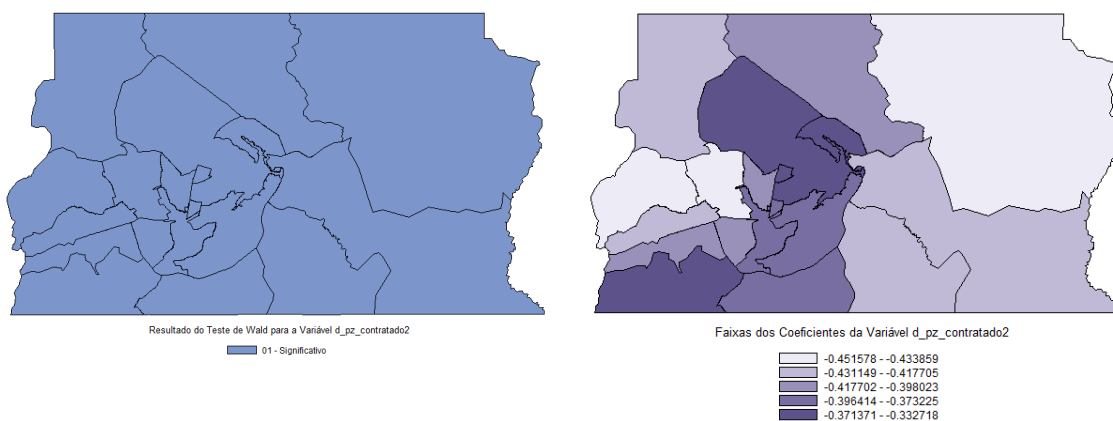 Resultado do Teste de Wald para a Variável d_pz_contratado2
01 - Significativo
Faixas dos Coeficientes da Variável d_pz_contratado2
-0.451578 - -0.433859
-0.431149 - -0.417705
-0.417702 - -0.398023
-0.396414 - -0.373225
-0.371371 - -0.332718